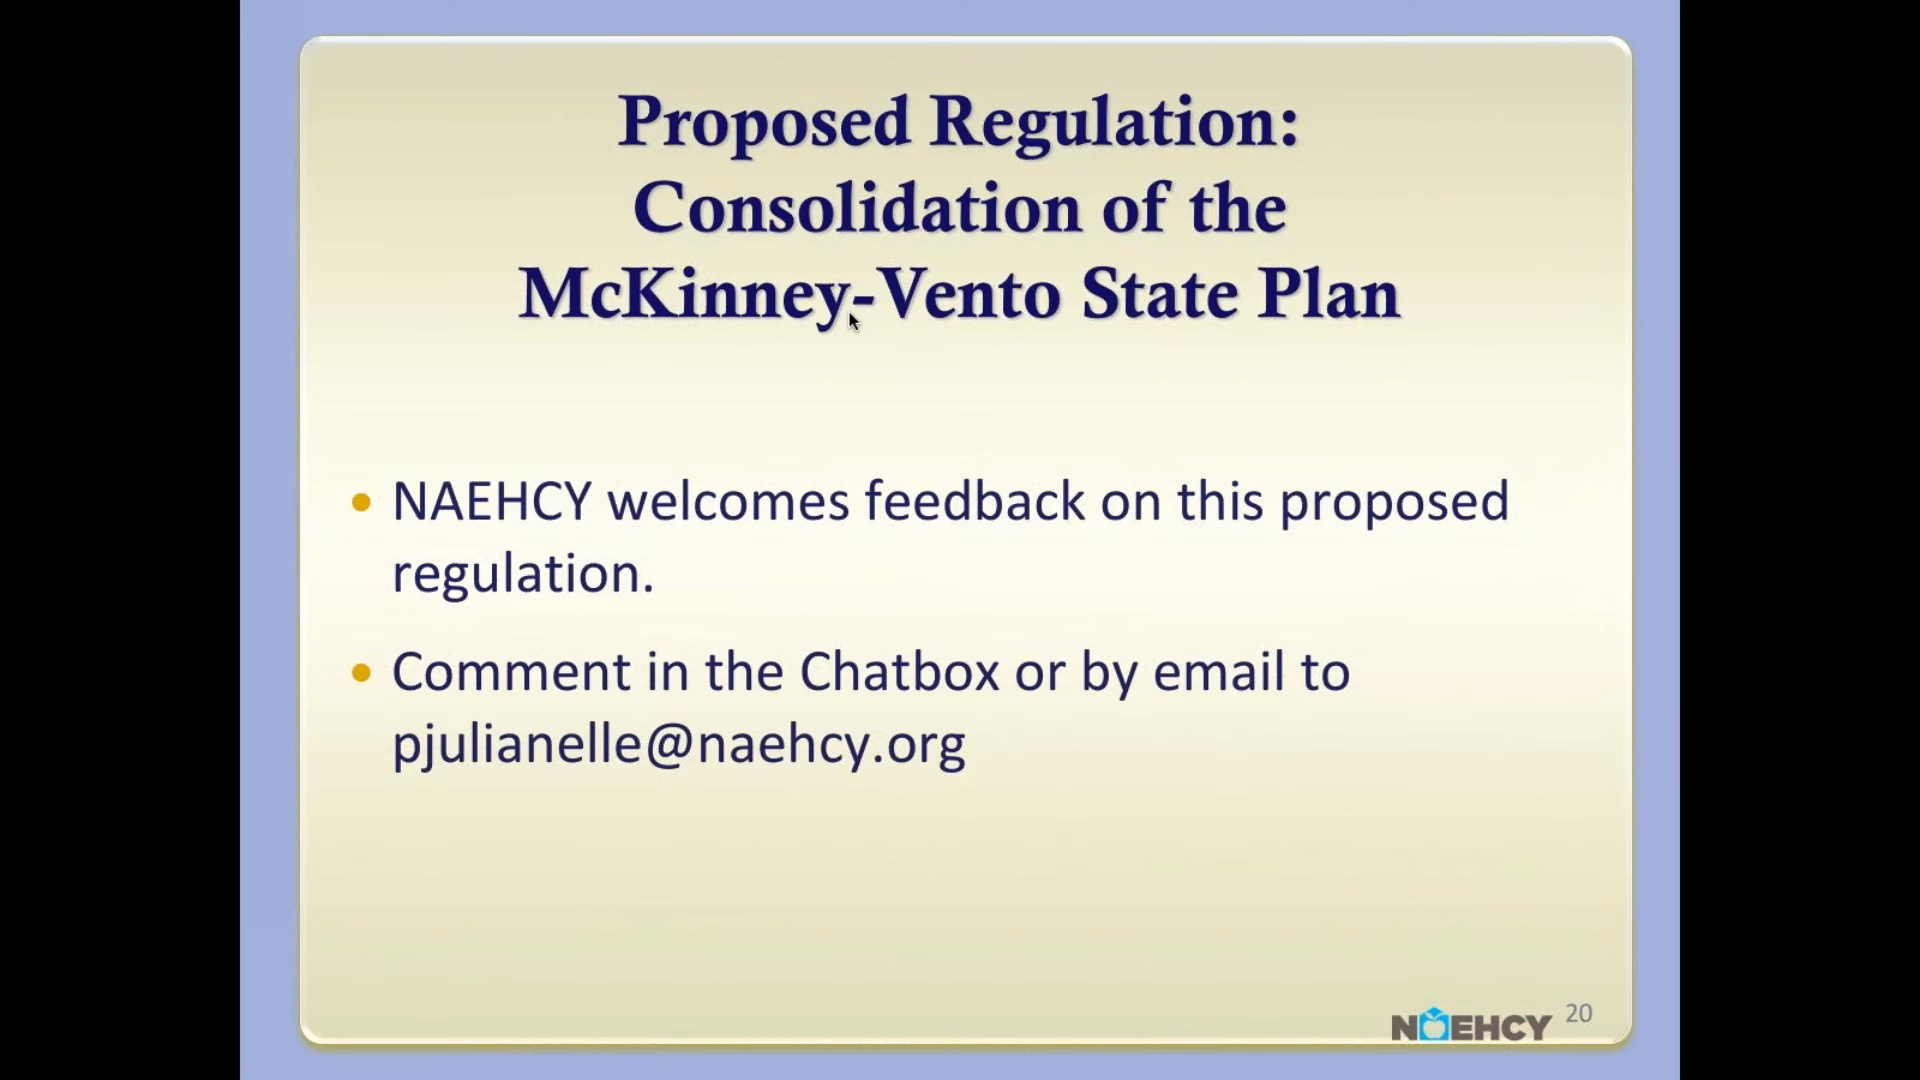 Proposed Regulation:
Consolidation of the
McKinney-Vento State Plan
• NAEHCY welcomes feedback on this proposed
regulation.
• Comment in the Chatbox or by email to
pjulianelle@naehcy.org
NAEHCY 20